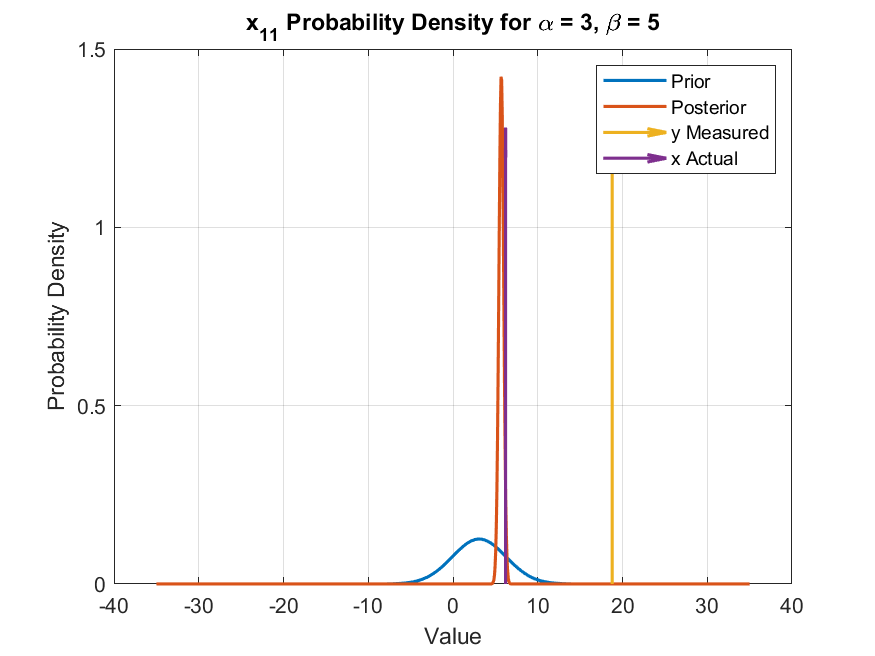 x₁₁ Probability Density for α = 3, β = 5
1.5
1
0.5
0
Probability Density
Prior
Posterior
y Measured
x Actual
-40 -30 -20 -10 0 10 20 30 40
Value